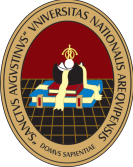 "SANCTVS AVGVSTINVS" VNIVERSITAS NATIONALIS AREQVIPENSIS
DOMVS SAPIENTIAE